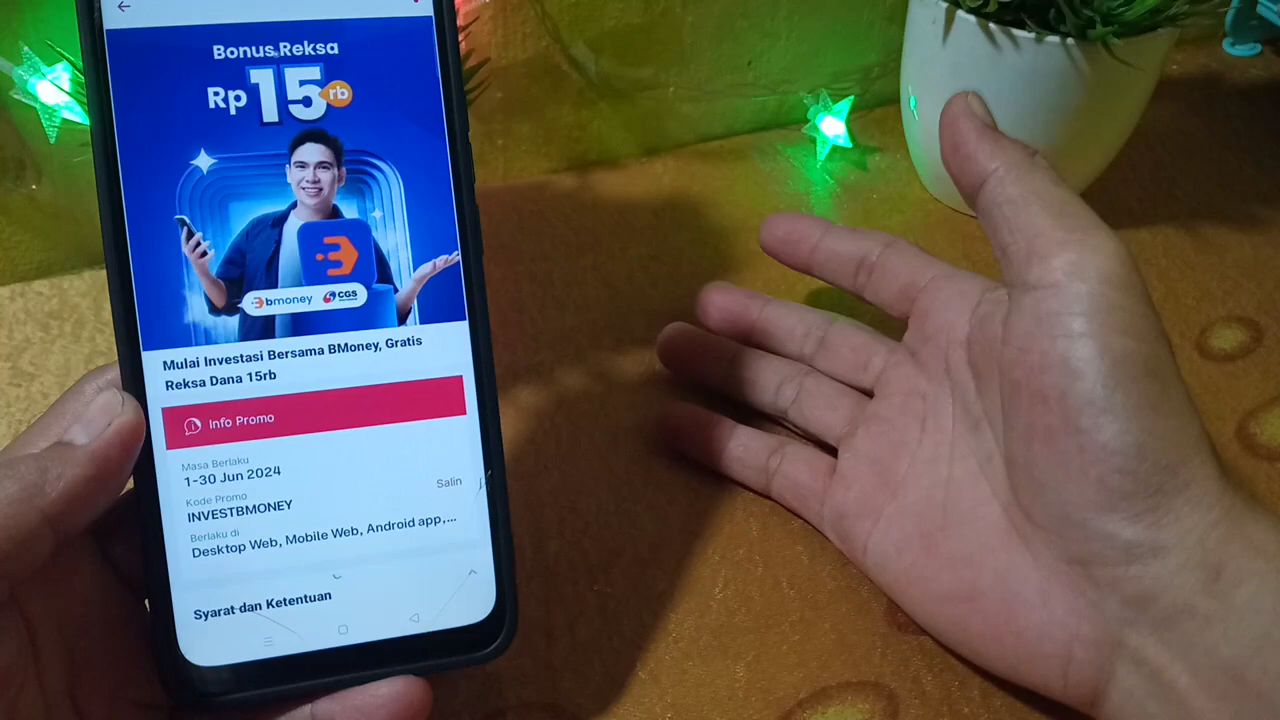 Bonus Reksa
Rp 15 rb
bmoney CGS
Mulai Investasi Bersama BMoney, Gratis
Reksa Dana 15rb
Info Promo
Masa Berlaku
1-30 Jun 2024
Kode Promo
INVESTBMONEY
Salin
Berlaku di
Desktop Web, Mobile Web, Android app,...
Syarat dan Ketentuan